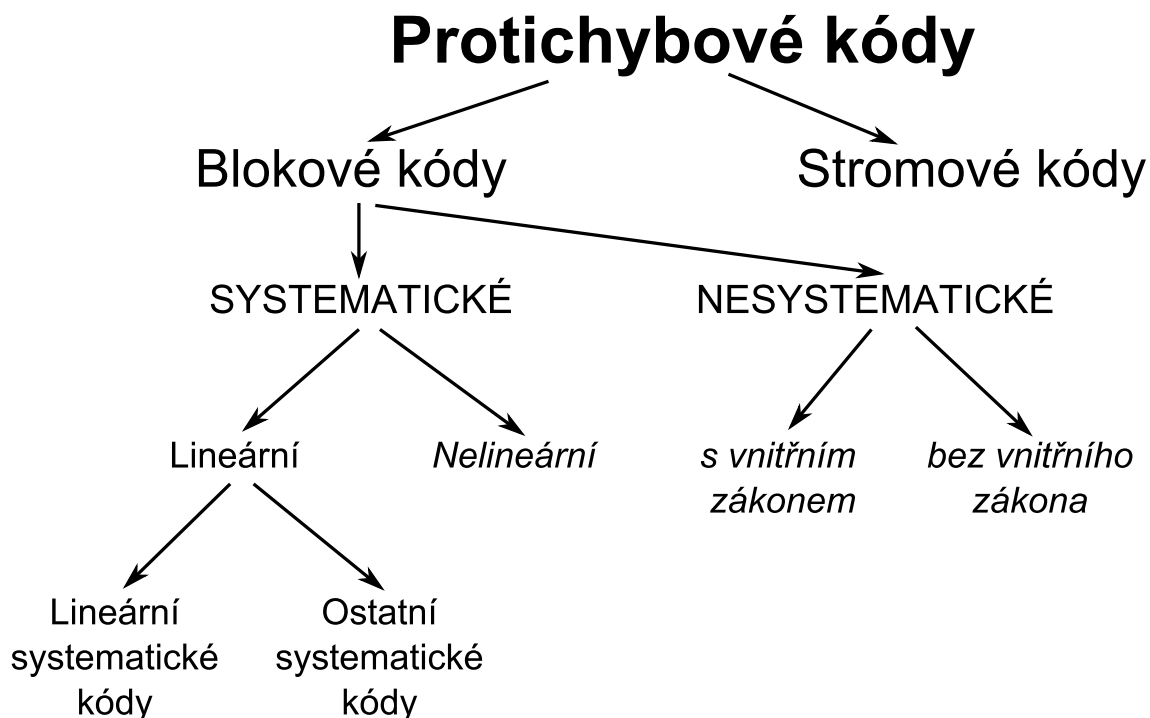 Protichybové kódy
Blokové kódy
Stromové kódy
SYSTEMATICKÉ
NESYSTEMATICKÉ
Lineární
Nelineární
s vnitřním
zákonem
bez vnitřního
zákona
Lineární
systematické
kódy
Ostatní
systematické
kódy